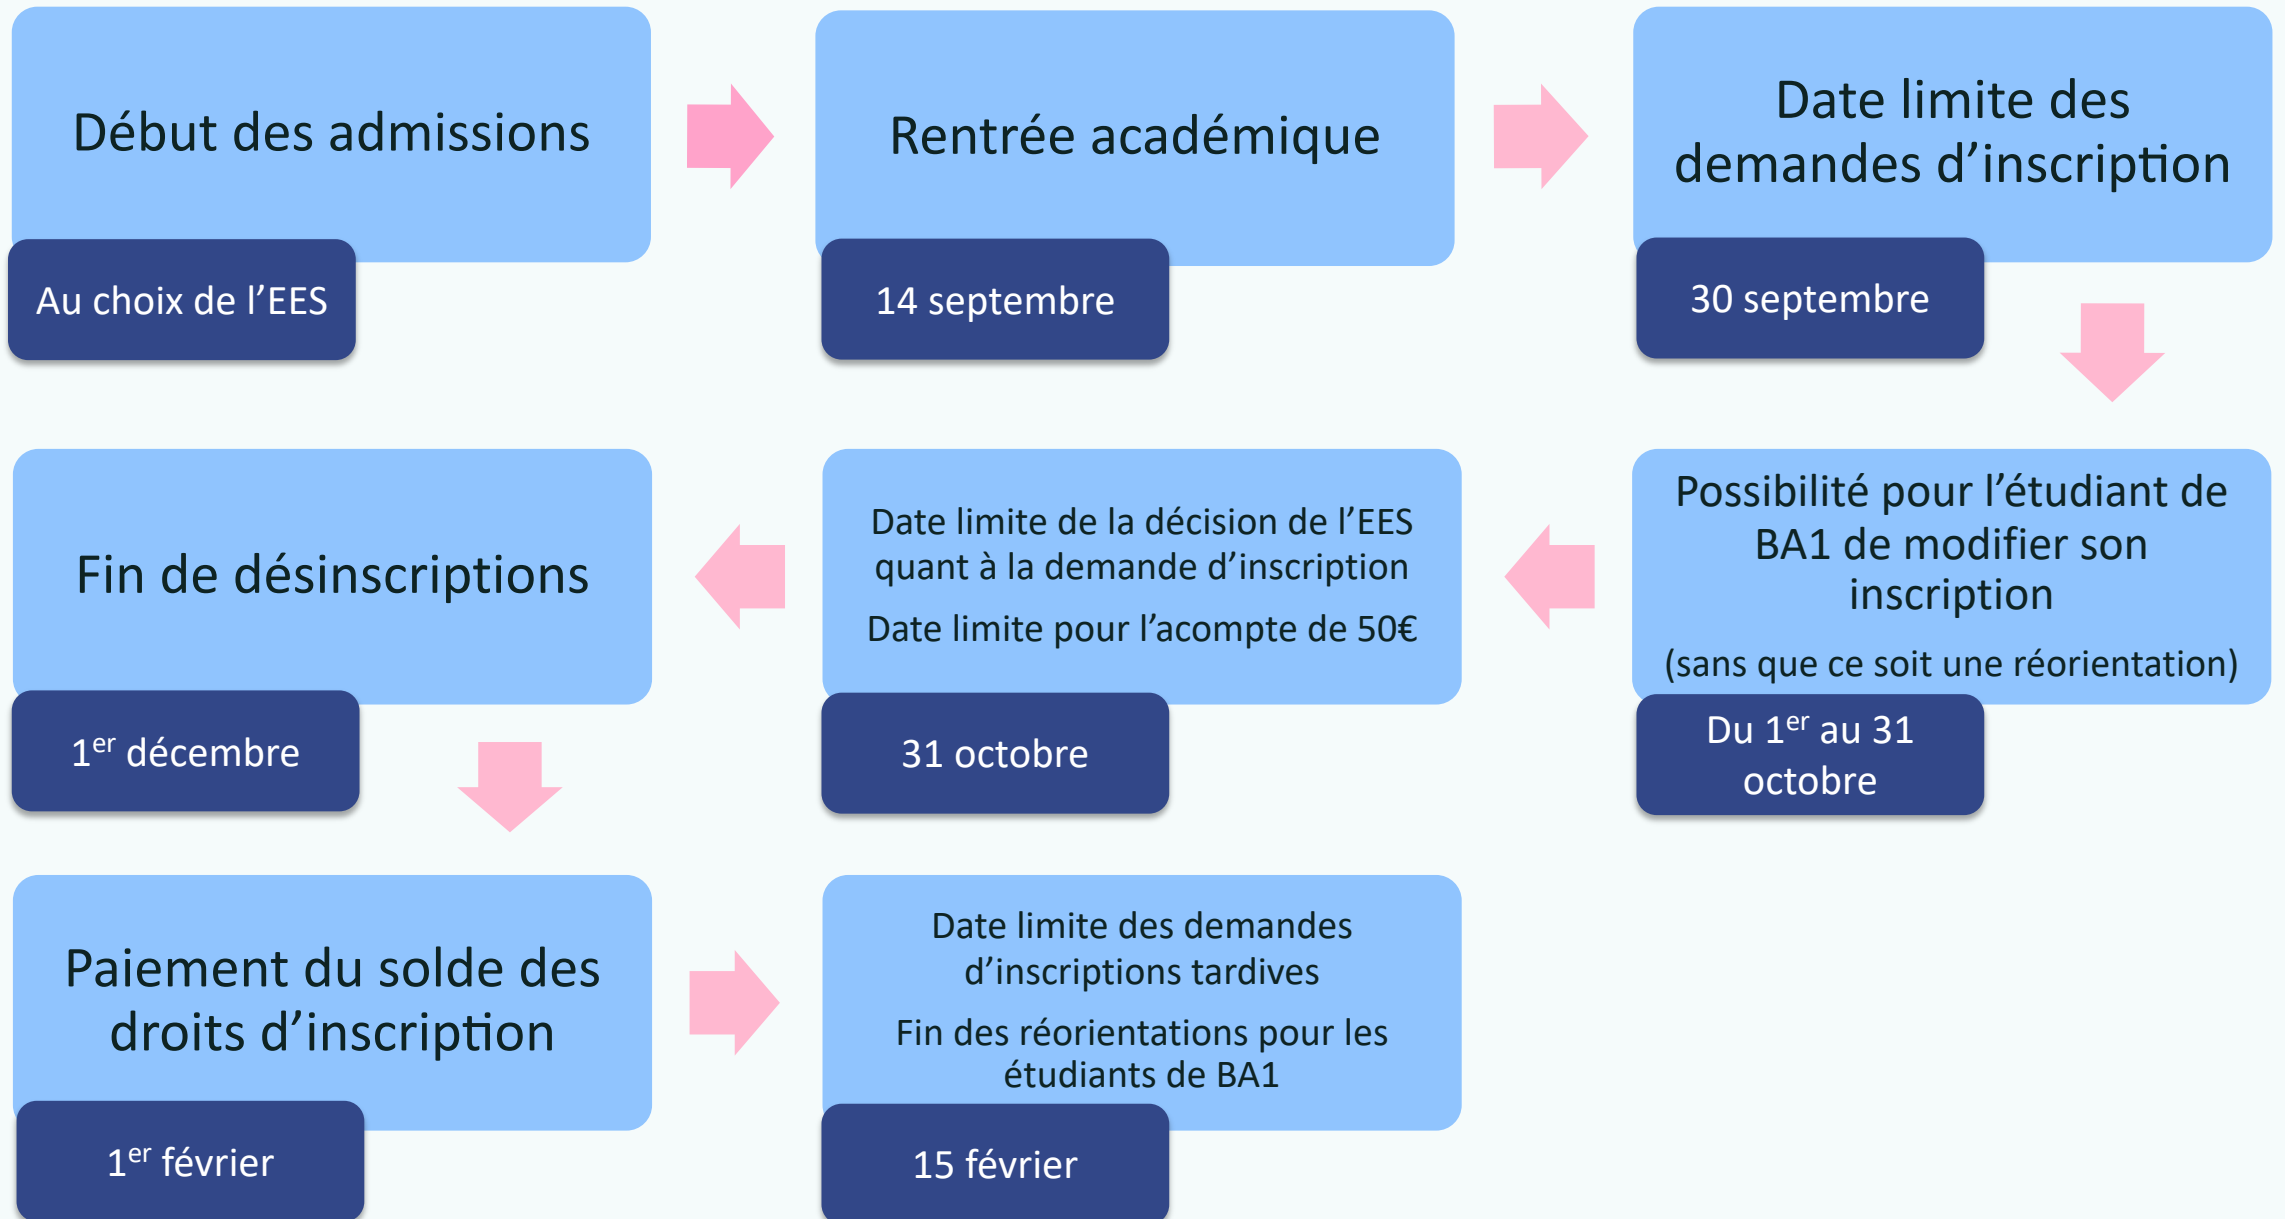 Début des admissions
Au choix de l’EES
Rentrée académique
14 septembre
Date limite des
demandes d’inscription
30 septembre
Possibilité pour l’étudiant de
BA1 de modifier son
inscription
(sans que ce soit une réorientation)
Du 1er au 31
octobre
Date limite de la décision de l’EES
quant à la demande d’inscription
Date limite pour l’acompte de 50€
31 octobre
Fin de désinscriptions
1er décembre
Paiement du solde des
droits d’inscription
1er février
Date limite des demandes
d’inscriptions tardives
Fin des réorientations pour les
étudiants de BA1
15 février